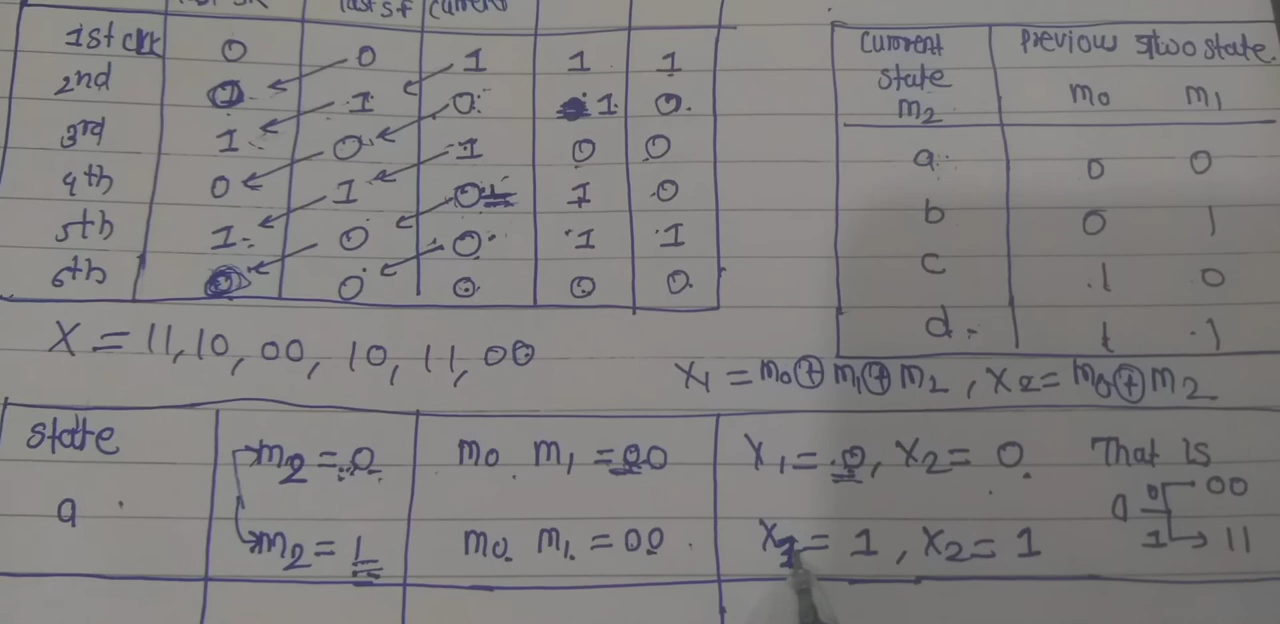 last SF current
1st clk 0 0 1 1 1
2nd 1 0 1 0
3rd 1 0 1 0 0
4th 0 1 0 1 0
5th 1 0 0 1 1
6th 0 0 0 0 0
X = 11, 10, 00, 10, 11, 00
current state m2 previous two state.
m0 m1
a 0 0
b 0 1
c 1 0
d 1 1
X1 = m0 ⊕ m1 ⊕ m2 , X2 = m0 ⊕ m2
state
a
m2 = 0 m0 m1 = 00 X1 = 0, X2 = 0 That is
a 0 00
m2 = 1 m0 m1 = 00 X1 = 1 , X2 = 1 1 11